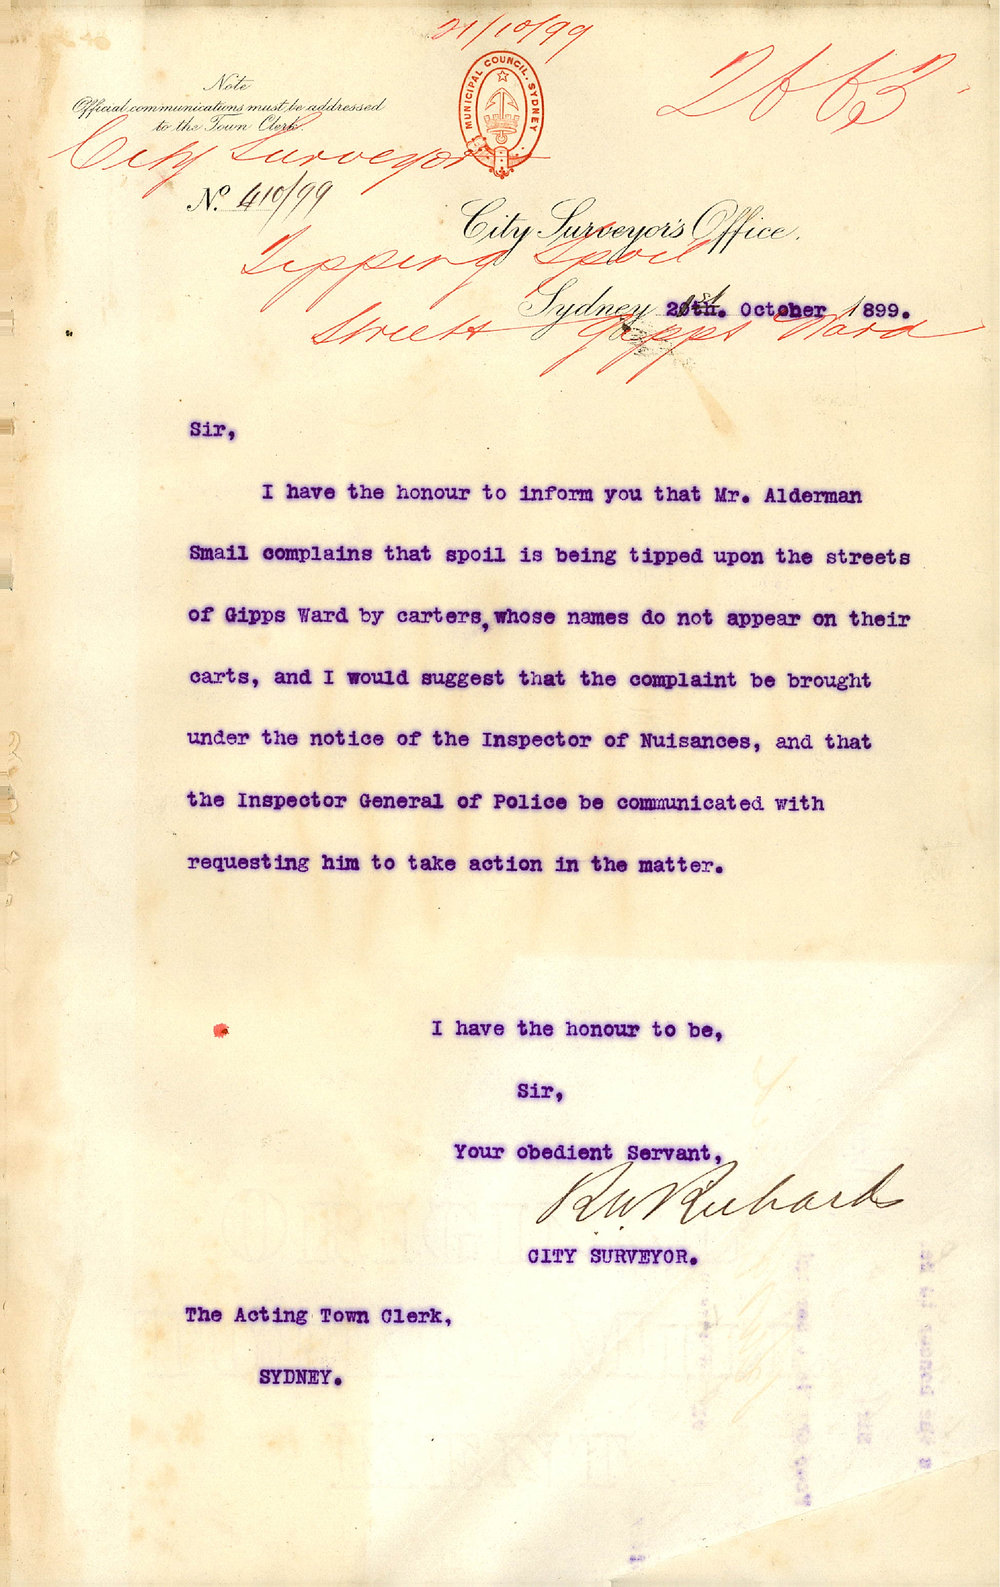 21/10/99
2663
Note
Official communications must be addressed
to the Town Clerk.
MUNICIPAL COUNCIL. SYDNEY
City Surveyor
No. 410/99
City Surveyor's Office.
Tipping Spoil
Sydney 20th. 21st October 1899.
Streets Gipps Ward
Sir,
I have the honour to inform you that Mr. Alderman
Smail complains that spoil is being tipped upon the streets
of Gipps Ward by carters, whose names do not appear on their
carts, and I would suggest that the complaint be brought
under the notice of the Inspector of Nuisances, and that
the Inspector General of Police be communicated with
requesting him to take action in the matter.
I have the honour to be,
Sir,
Your obedient Servant,
R.W. Richards
CITY SURVEYOR.
The Acting Town Clerk,
SYDNEY.